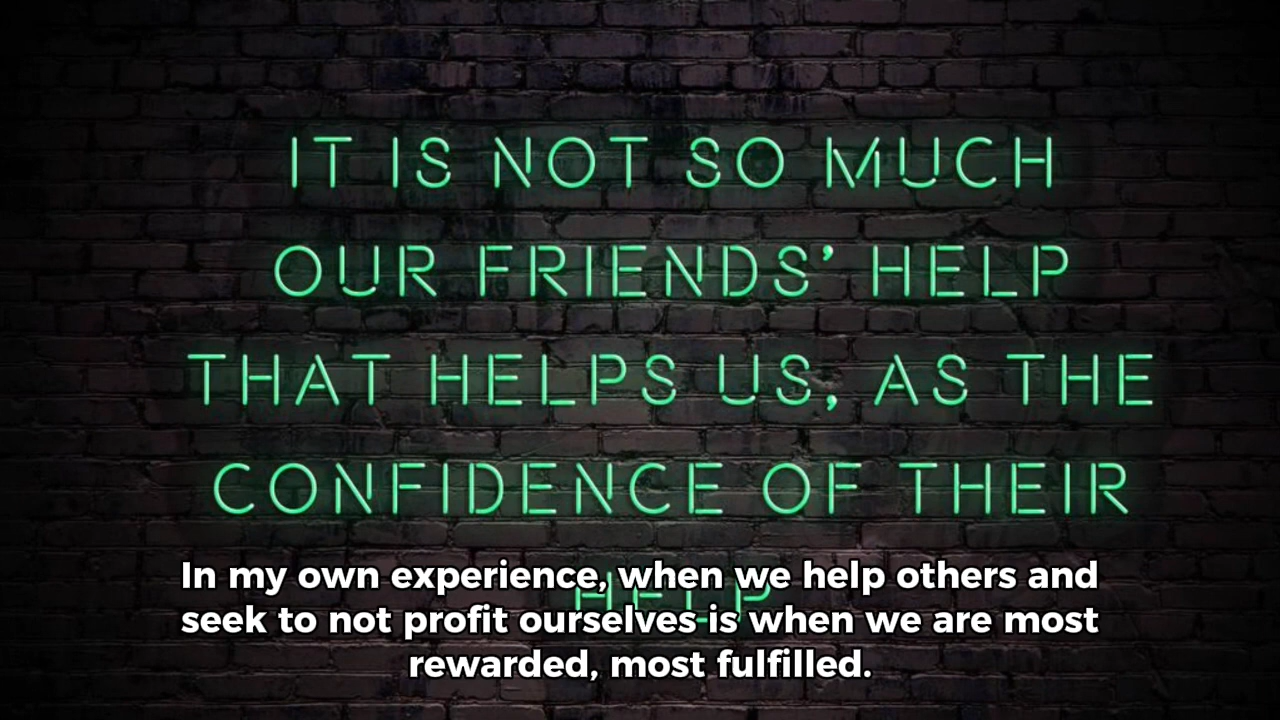 IT IS NOT SO MUCH
OUR FRIENDS' HELP
THAT HELPS US, AS THE
CONFIDENCE OF THEIR
HELP
In my own experience, when we help others and
seek to not profit ourselves is when we are most
rewarded, most fulfilled.